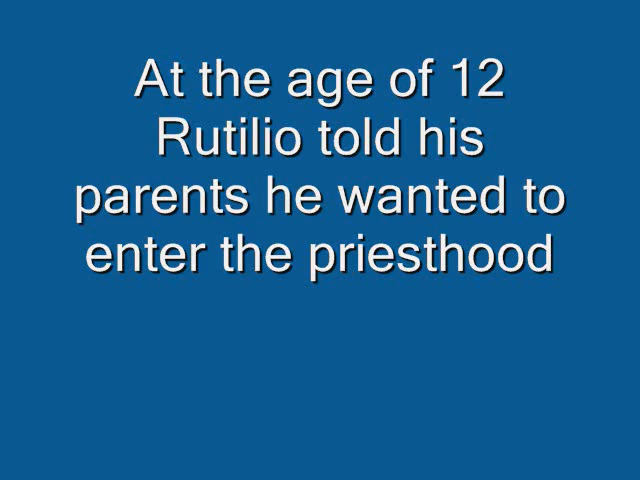 At the age of 12
Rutilio told his
parents he wanted to
enter the priesthood